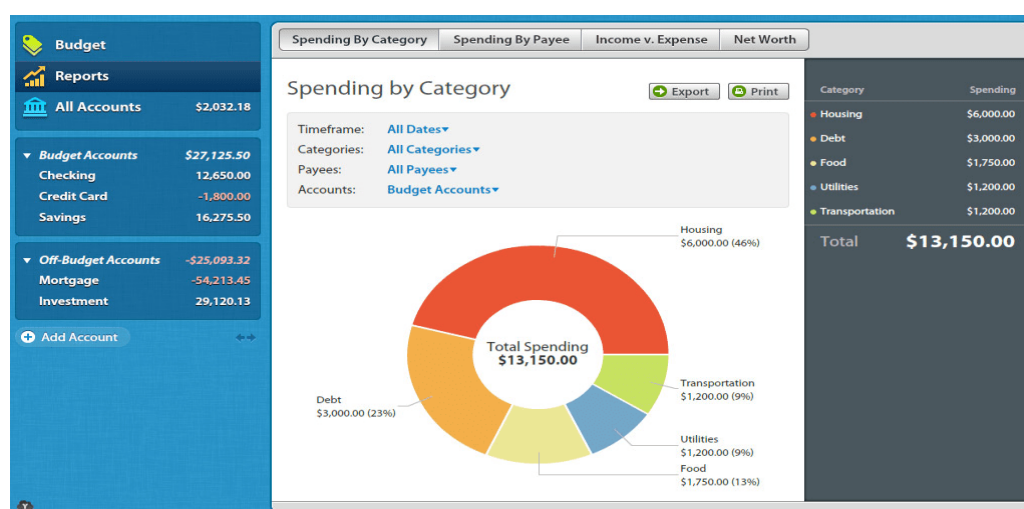 Budget
Reports
All Accounts $2,032.18
Budget Accounts $27,125.50
Checking 12,650.00
Credit Card -1,800.00
Savings 16,275.50
Off-Budget Accounts -$25,093.32
Mortgage -54,213.45
Investment 29,120.13
Add Account
Spending By Category Spending By Payee Income v. Expense Net Worth
Spending by Category
Export Print
Timeframe: All Dates
Categories: All Categories
Payees: All Payees
Accounts: Budget Accounts
Housing
$6,000.00 (46%)
Total Spending
$13,150.00
Transportation
$1,200.00 (9%)
Debt
$3,000.00 (23%)
Utilities
$1,200.00 (9%)
Food
$1,750.00 (13%)
Category Spending
Housing $6,000.00
Debt $3,000.00
Food $1,750.00
Utilities $1,200.00
Transportation $1,200.00
Total $13,150.00